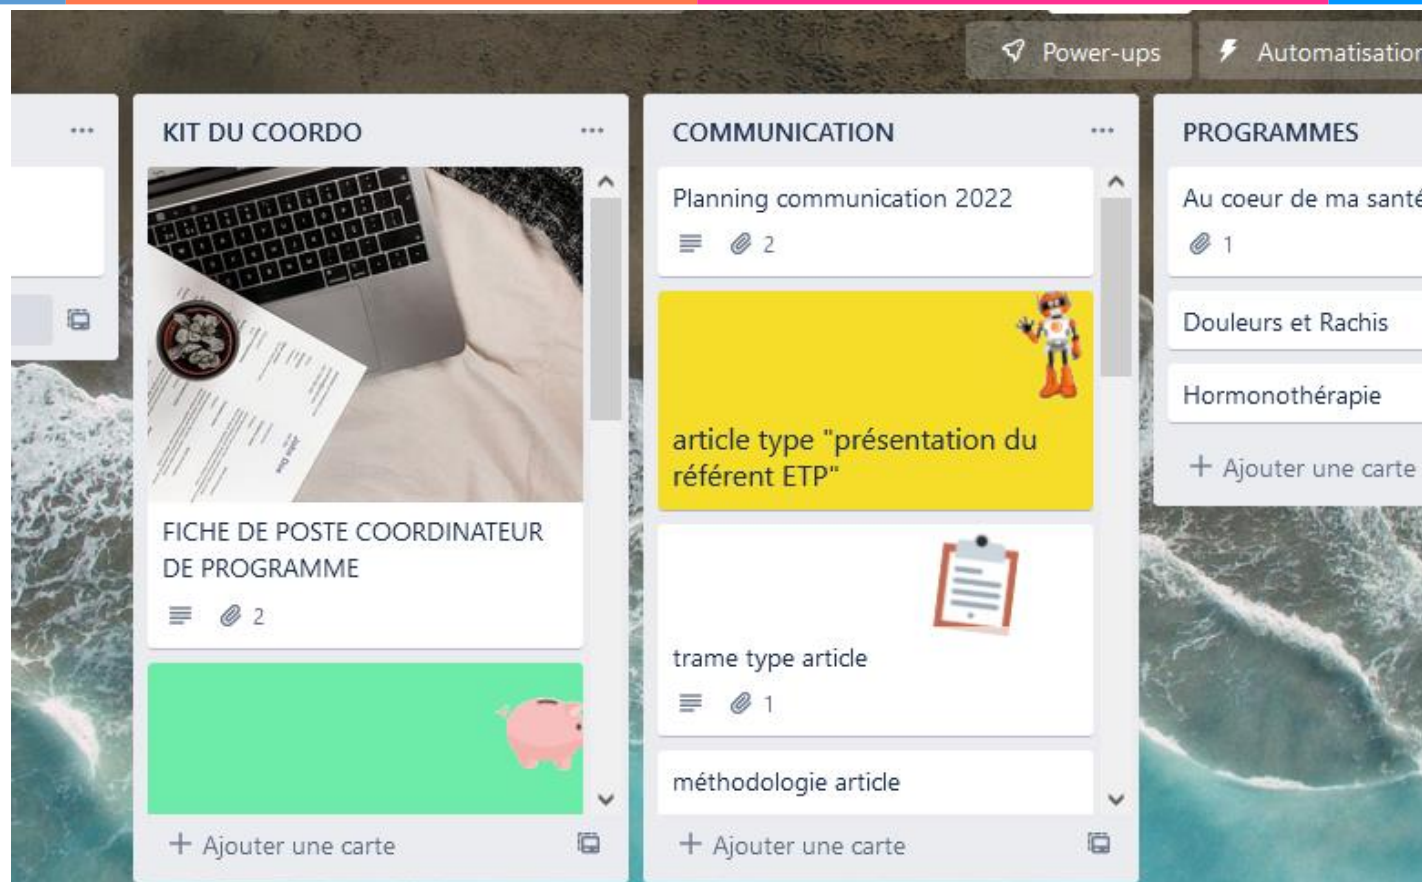 Power-ups
Automatisation
KIT DU COORDO
FICHE DE POSTE COORDINATEUR
DE PROGRAMME
2
+ Ajouter une carte
COMMUNICATION
Planning communication 2022
2
article type "présentation du
référent ETP"
trame type article
1
méthodologie article
+ Ajouter une carte
PROGRAMMES
Au coeur de ma santé
1
Douleurs et Rachis
Hormonothérapie
+ Ajouter une carte